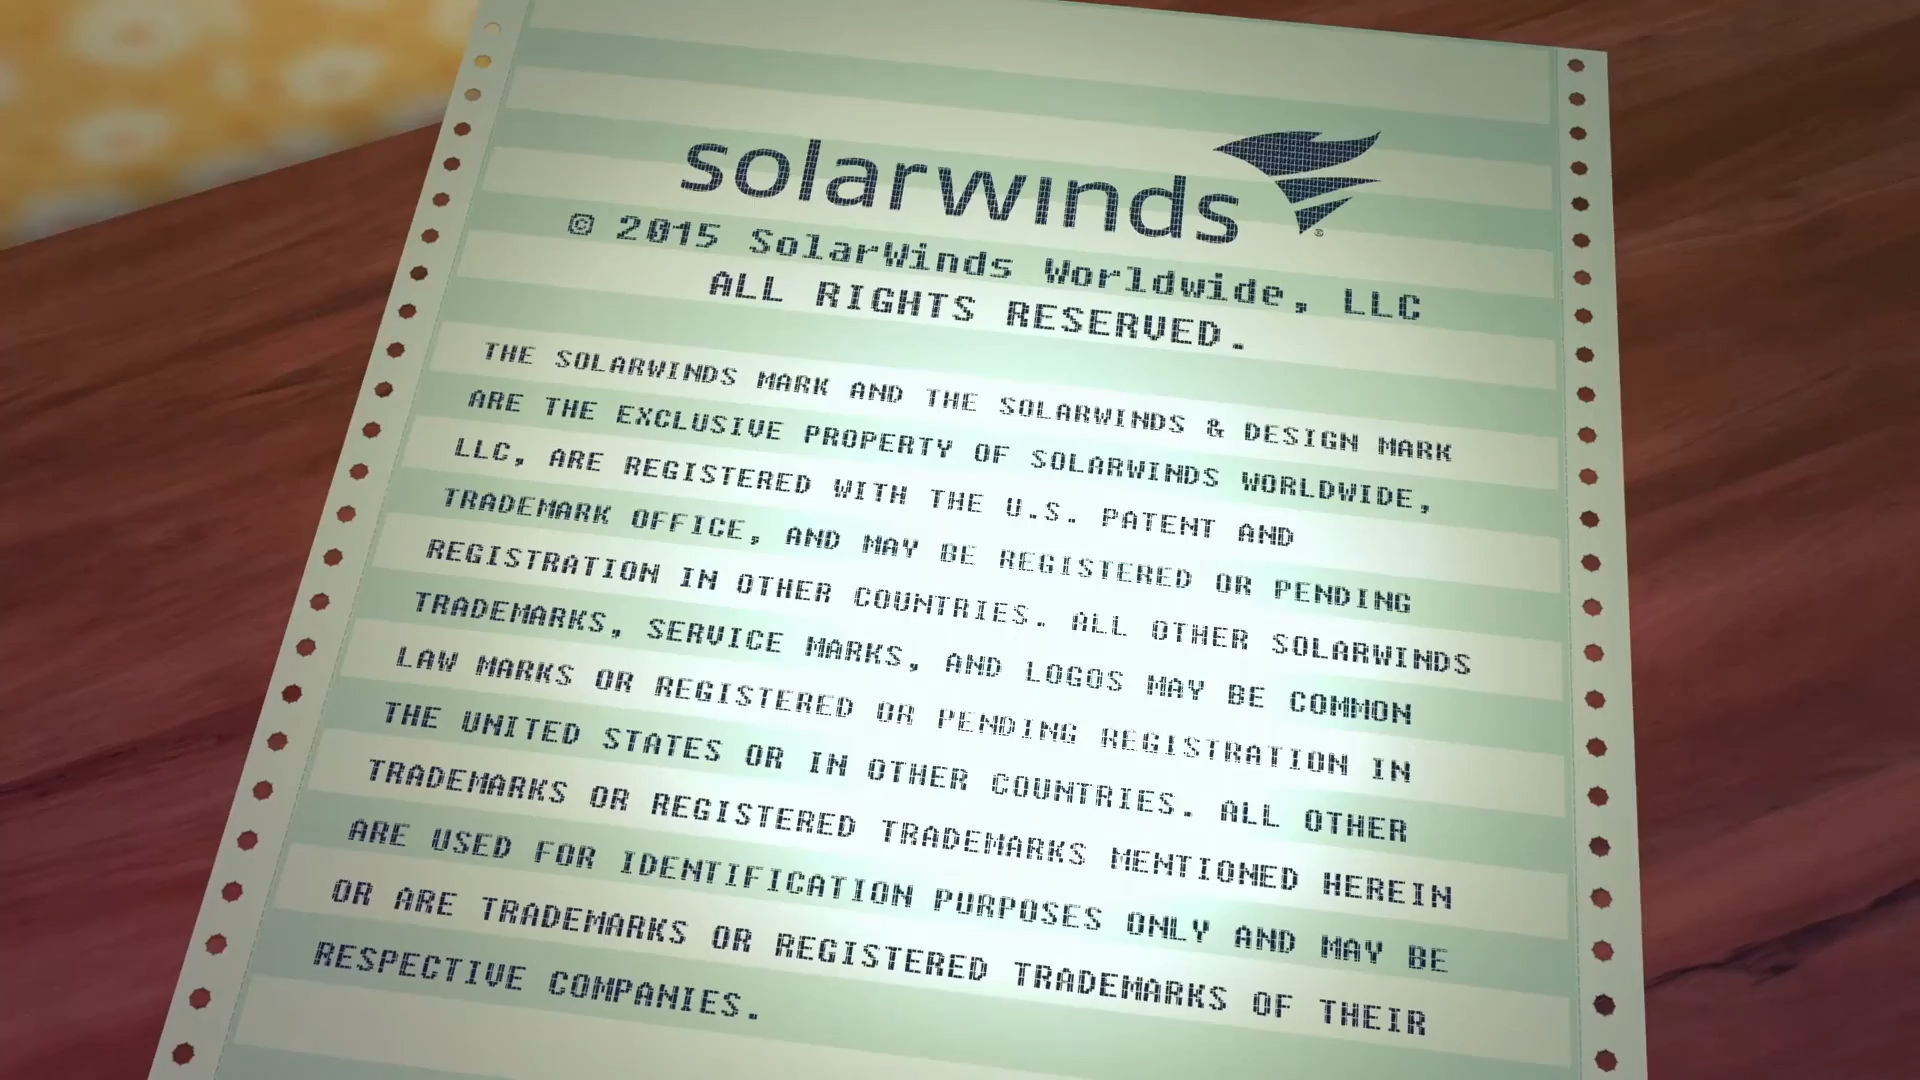 solarwinds ®
© 2015 SolarWinds Worldwide, LLC
ALL RIGHTS RESERVED.
THE SOLARWINDS MARK AND THE SOLARWINDS & DESIGN MARK
ARE THE EXCLUSIVE PROPERTY OF SOLARWINDS WORLDWIDE,
LLC, ARE REGISTERED WITH THE U.S. PATENT AND
TRADEMARK OFFICE, AND MAY BE REGISTERED OR PENDING
REGISTRATION IN OTHER COUNTRIES. ALL OTHER SOLARWINDS
TRADEMARKS, SERVICE MARKS, AND LOGOS MAY BE COMMON
LAW MARKS OR REGISTERED OR PENDING REGISTRATION IN
THE UNITED STATES OR IN OTHER COUNTRIES. ALL OTHER
TRADEMARKS OR REGISTERED TRADEMARKS MENTIONED HEREIN
ARE USED FOR IDENTIFICATION PURPOSES ONLY AND MAY BE
OR ARE TRADEMARKS OR REGISTERED TRADEMARKS OF THEIR
RESPECTIVE COMPANIES.